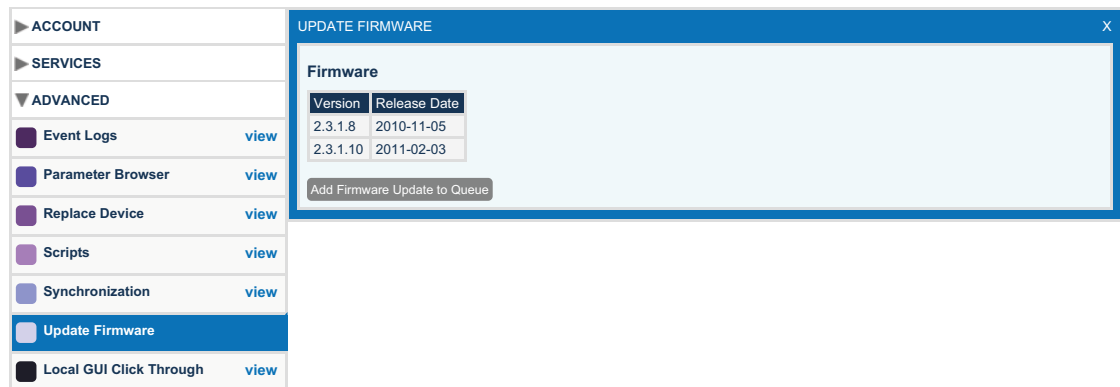 ACCOUNT
SERVICES
ADVANCED
Event Logs view
Parameter Browser view
Replace Device view
Scripts view
Synchronization view
Update Firmware
Local GUI Click Through view
UPDATE FIRMWARE X
Firmware
Version Release Date
2.3.1.8 2010-11-05
2.3.1.10 2011-02-03
Add Firmware Update to Queue